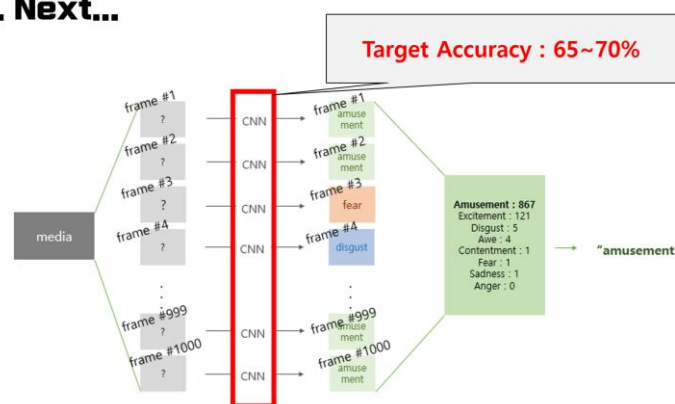 . Next...
Target Accuracy : 65~70%
frame #1
?
CNN
frame #1
amuse
ment
frame #2
?
CNN
frame #2
amuse
ment
frame #3
?
CNN
frame #3
fear
frame #4
?
CNN
frame #4
disgust
media
Amusement : 867
Excitement : 121
Disgust : 5
Awe : 4
Contentment : 1
Fear : 1
Sadness : 1
Anger : 0
"amusement
frame #999
?
CNN
frame #999
amuse
ment
frame #1000
?
CNN
frame #1000
amuse
ment